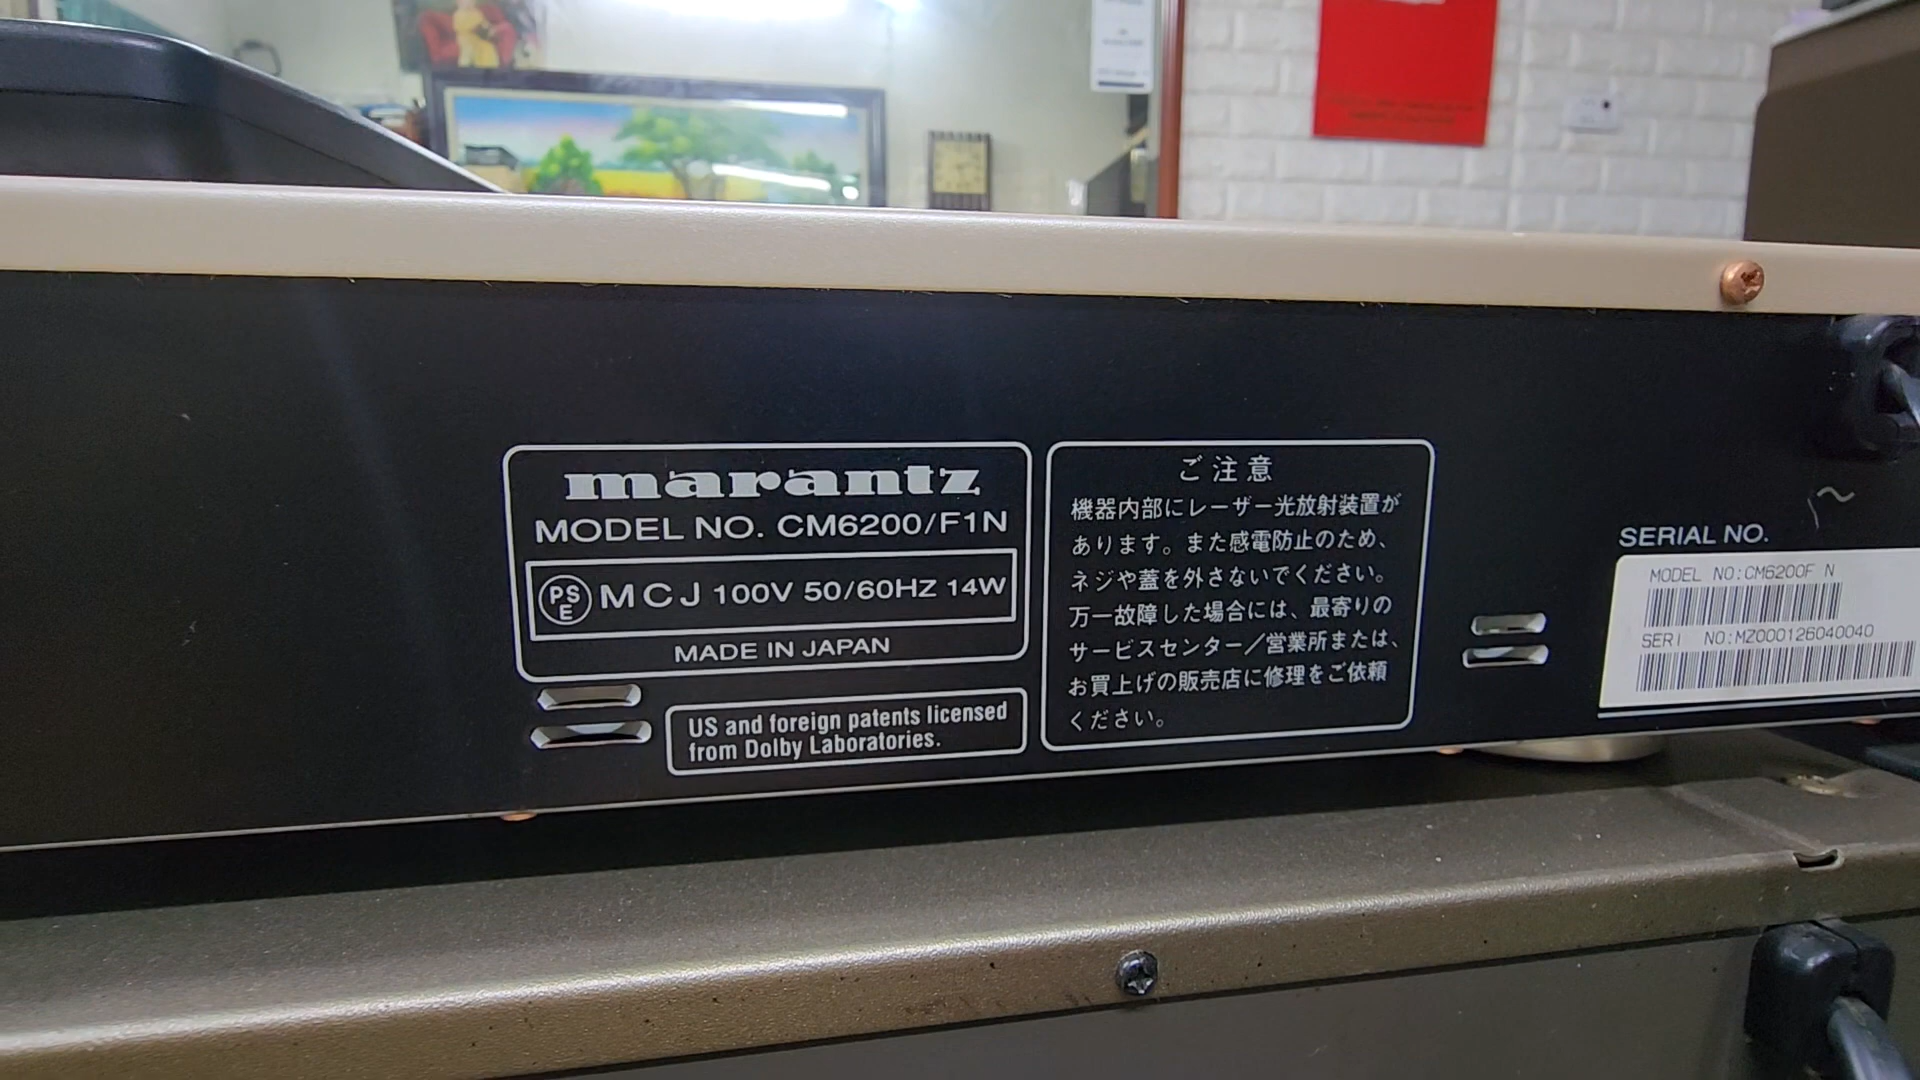 marantz
MODEL NO. CM6200/F1N
PSE MCJ 100V 50/60HZ 14W
MADE IN JAPAN
US and foreign patents licensed
from Dolby Laboratories.
ご注意
機器内部にレーザー光放射装置が
あります。また感電防止のため、
ネジや蓋を外さないでください。
万一故障した場合には、最寄りの
サービスセンター／営業所または、
お買上げの販売店に修理をご依頼
ください。
～
SERIAL NO.
MODEL NO:CM6200F N
SERI NO:MZ000126040040